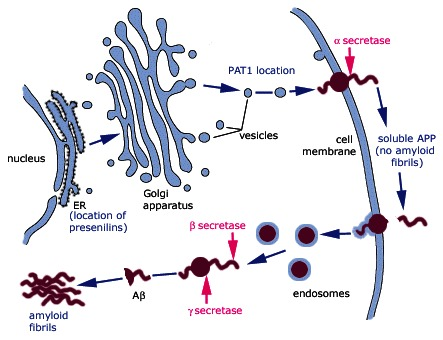 α secretase
PAT1 location
vesicles
cell
membrane
soluble APP
(no amyloid
fibrils)
nucleus
ER
(location of
presenilins)
Golgi
apparatus
β secretase
γ secretase
endosomes
Aβ
amyloid
fibrils